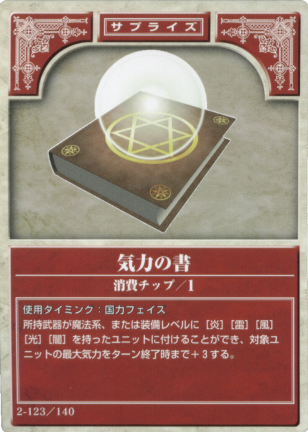 サプライズ
気力の書
消費チップ/1
使用タイミング:国力フェイス
所持武器が魔法系、または装備レベルに[炎][雷][風]
[光][闇]を持ったユニットに付けることができ、対象ユ
ニットの最大気力をターン終了時まで+3する。
2-123/140